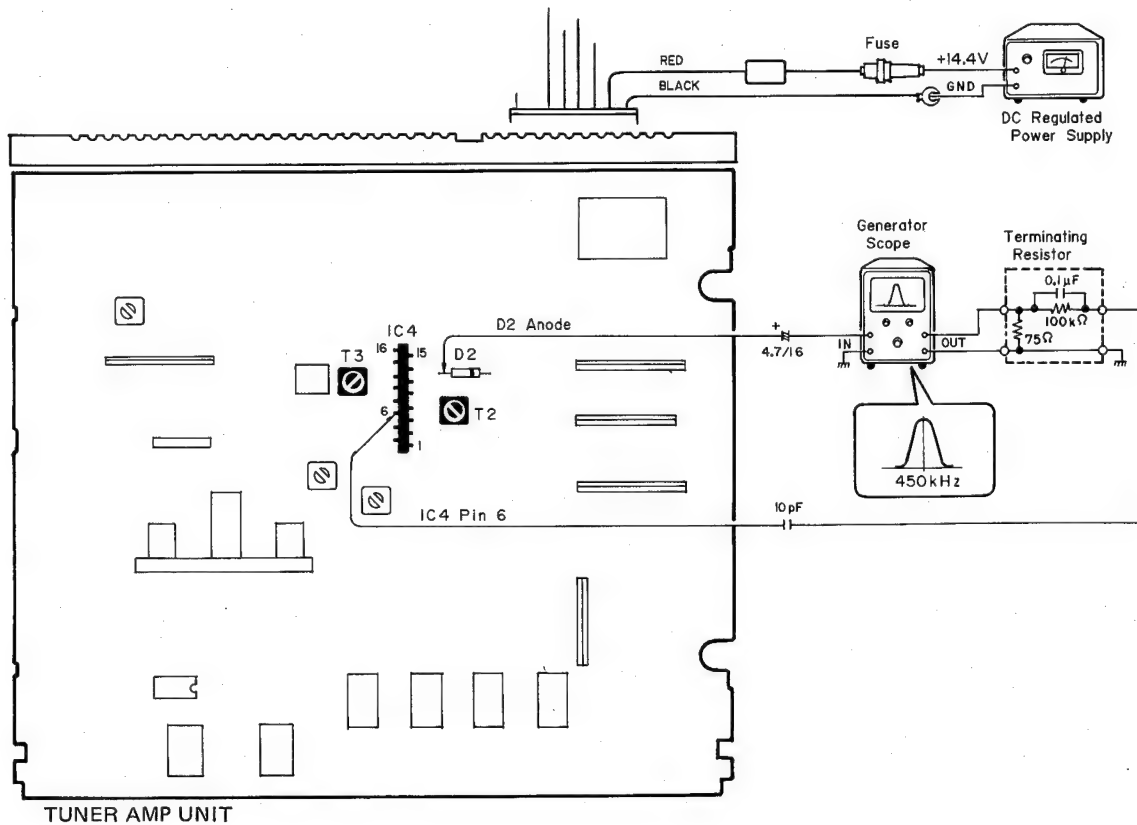 RED
Fuse
+14.4V
BLACK
GND
DC Regulated
Power Supply
Generator
Scope
Terminating
Resistor
0.1μF
100kΩ
75Ω
IC4
16
15
D2 Anode
+
4.7/16
IN
OUT
D2
T3
T2
6
1
450kHz
IC4 Pin 6
10pF
TUNER AMP UNIT